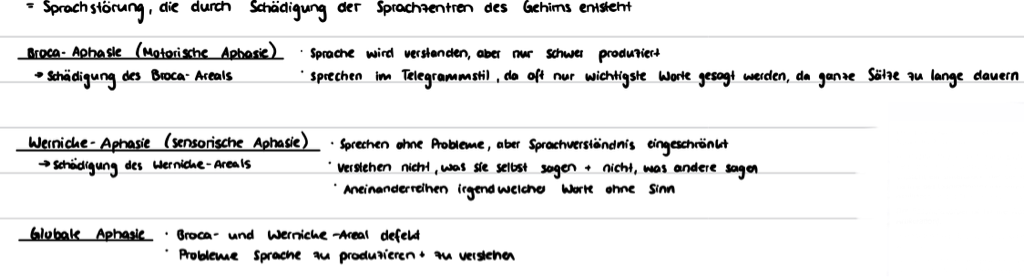 = Sprachstörung, die durch Schädigung der Sprachzentren des Gehirns entsteht
Broca-Aphasie (Motorische Aphasie) · Sprache wird verstanden, aber nur schwer produziert
→ Schädigung des Broca-Areals · sprechen im Telegrammstil, da oft nur wichtigste Worte gesagt werden, da ganze Sätze zu lange dauern
Wernicke-Aphasie (sensorische Aphasie) · Sprechen ohne Probleme, aber Sprachverständnis eingeschränkt
→ Schädigung des Wernicke-Areals · verstehen nicht, was sie selbst sagen + nicht, was andere sagen
· Aneinanderreihen irgendwelcher Worte ohne Sinn
Globale Aphasie · Broca- und Wernicke-Areal defekt
· Probleme Sprache zu produzieren + zu verstehen